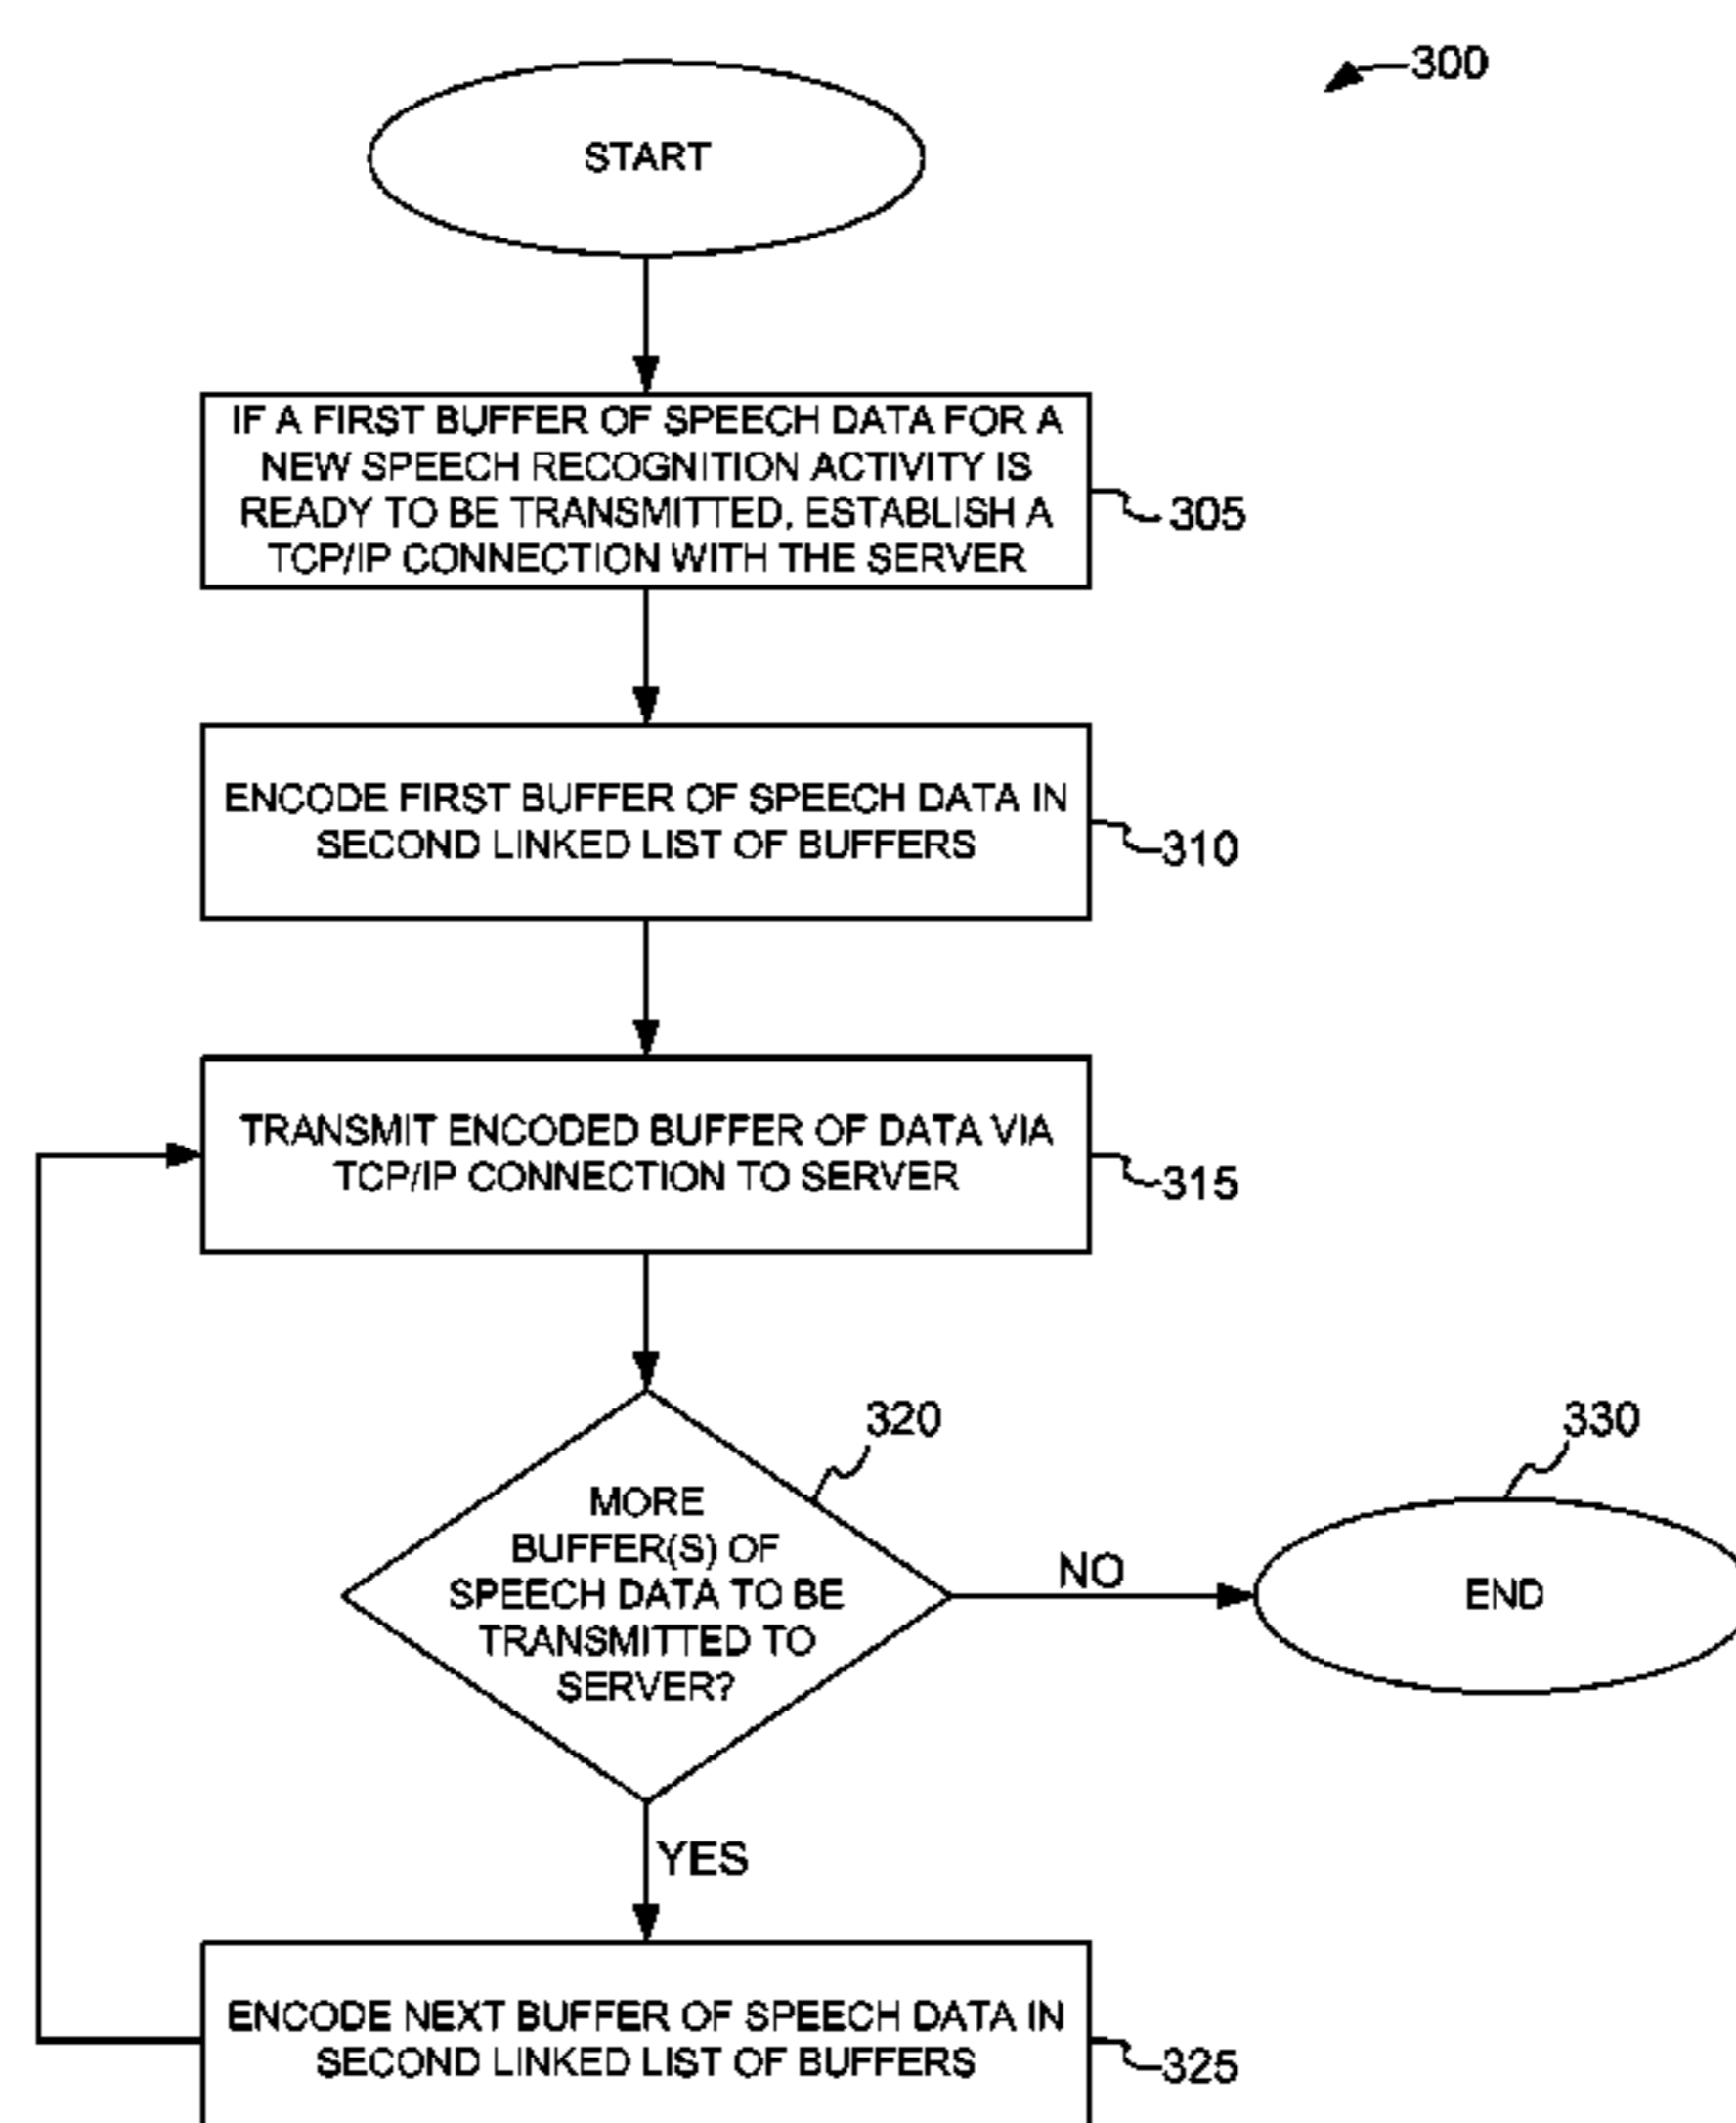 300
START
IF A FIRST BUFFER OF SPEECH DATA FOR A
NEW SPEECH RECOGNITION ACTIVITY IS
READY TO BE TRANSMITTED, ESTABLISH A
TCP/IP CONNECTION WITH THE SERVER
305
ENCODE FIRST BUFFER OF SPEECH DATA IN
SECOND LINKED LIST OF BUFFERS
310
TRANSMIT ENCODED BUFFER OF DATA VIA
TCP/IP CONNECTION TO SERVER
315
320
MORE
BUFFER(S) OF
SPEECH DATA TO BE
TRANSMITTED TO
SERVER?
NO
330
END
YES
ENCODE NEXT BUFFER OF SPEECH DATA IN
SECOND LINKED LIST OF BUFFERS
325